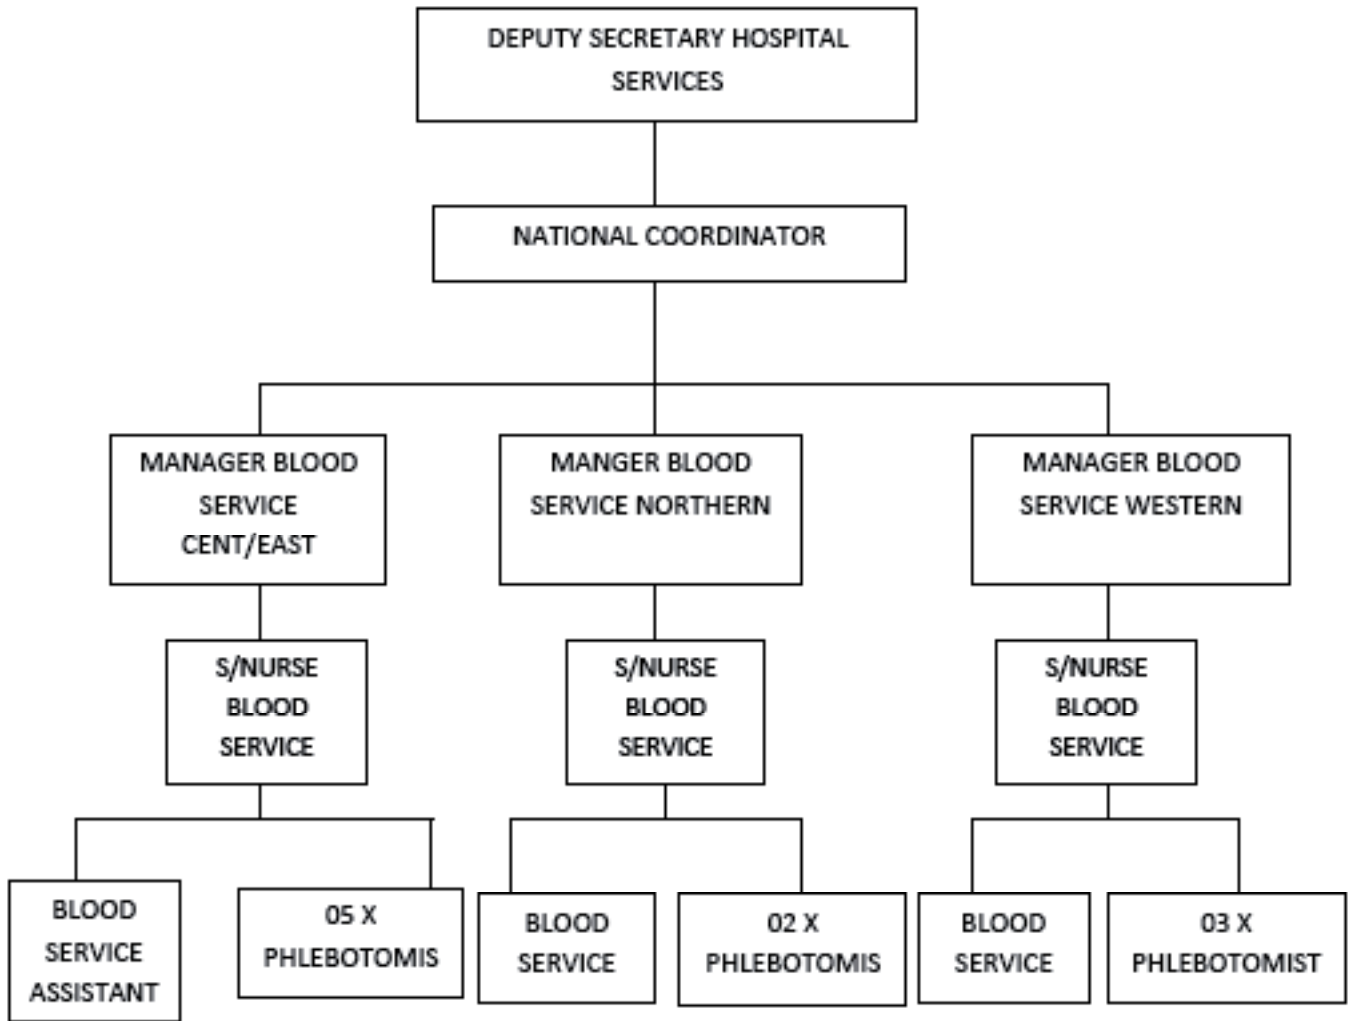 DEPUTY SECRETARY HOSPITAL
SERVICES
NATIONAL COORDINATOR
MANAGER BLOOD
SERVICE
CENT/EAST
MANGER BLOOD
SERVICE NORTHERN
MANAGER BLOOD
SERVICE WESTERN
S/NURSE
BLOOD
SERVICE
S/NURSE
BLOOD
SERVICE
S/NURSE
BLOOD
SERVICE
BLOOD
SERVICE
ASSISTANT
05 X
PHLEBOTOMIS
BLOOD
SERVICE
02 X
PHLEBOTOMIS
BLOOD
SERVICE
03 X
PHLEBOTOMIST